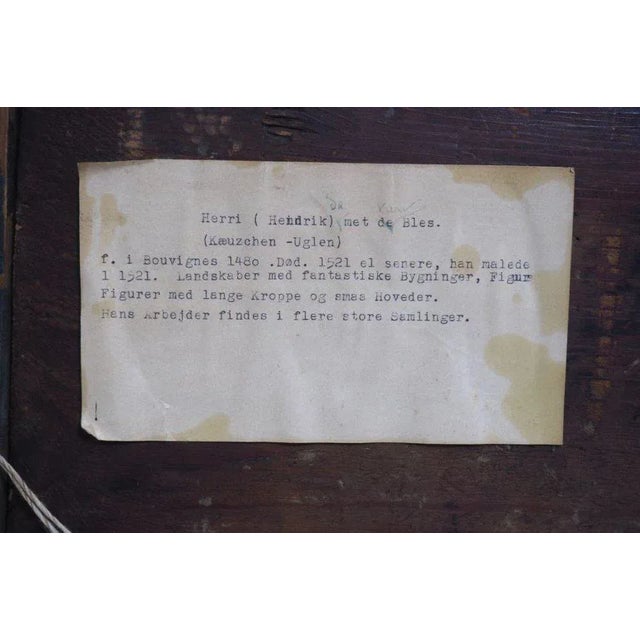 Herri ( Hendrik) met de Bles.
(Kæuzchen -Uglen)
f. i Bouvignes 1480 .Død. 1521 el senere, han malede
i 1521. Landskaber med fantastiske Bygninger, Figur
Figurer med lange Kroppe og smaa Hoveder.
Hans Arbejder findes i flere store Samlinger.